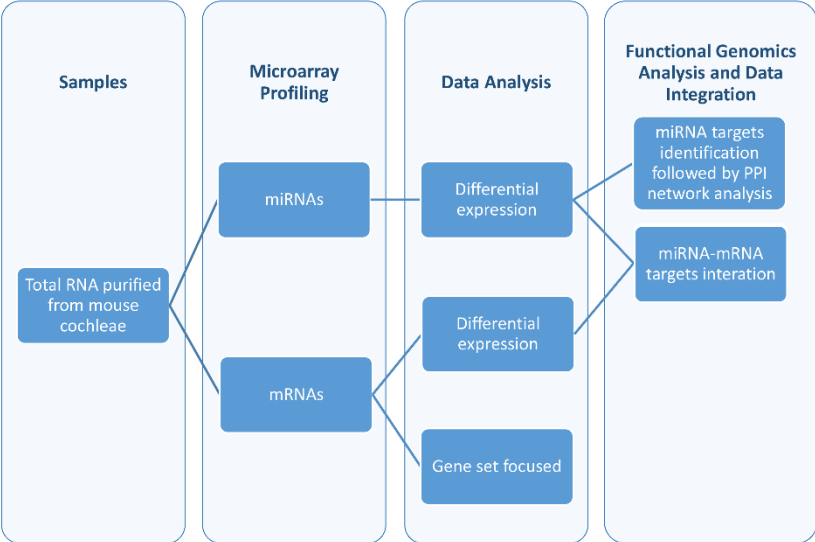 Samples
Microarray
Profiling
Data Analysis
Functional Genomics
Analysis and Data
Integration
Total RNA purified
from mouse
cochleae
miRNAs
mRNAs
Differential
expression
Differential
expression
Gene set focused
miRNA targets
identification
followed by PPI
network analysis
miRNA-mRNA
targets interation